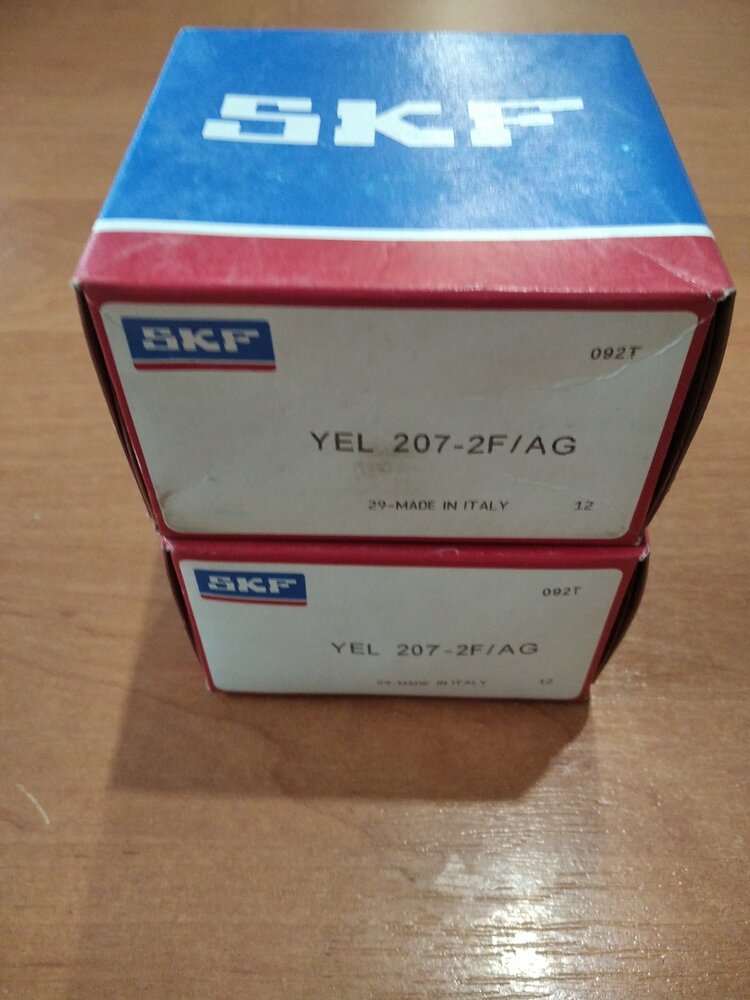 SKF
SKF
092T
YEL 207-2F/AG
29-MADE IN ITALY 12
SKF
092T
YEL 207-2F/AG
29-MADE IN ITALY 12